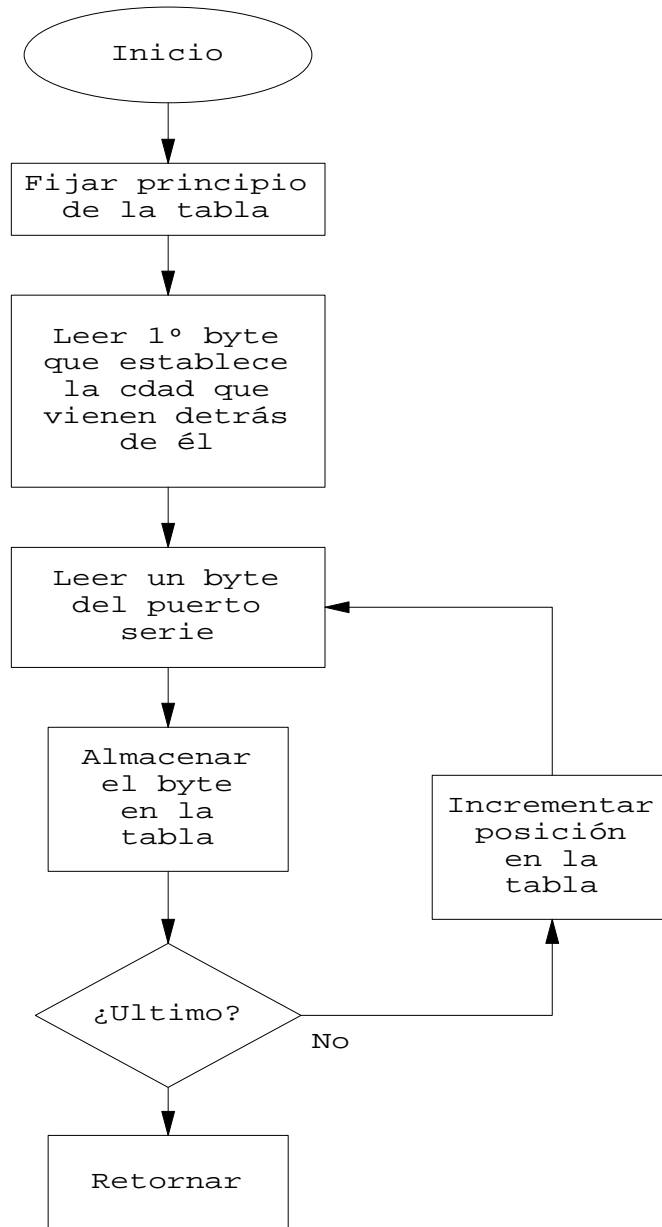 Inicio
Fijar principio
de la tabla
Leer 1º byte
que establece
la cdad que
vienen detrás
de él
Leer un byte
del puerto
serie
Almacenar
el byte
en la
tabla
Incrementar
posición
en la
tabla
¿Ultimo?
No
Retornar